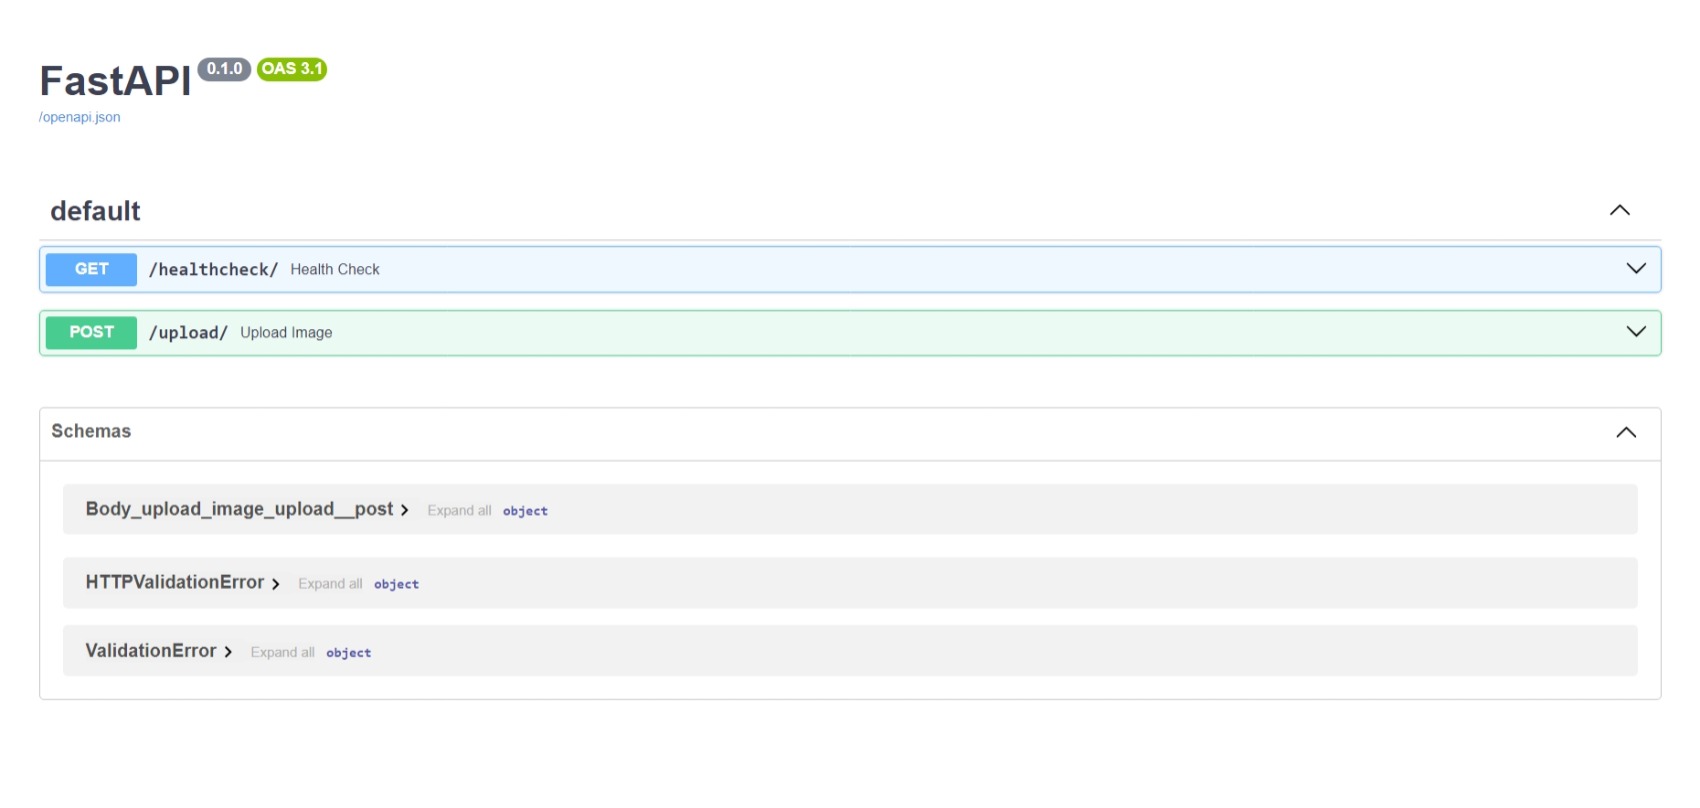 FastAPI 0.1.0 OAS 3.1
/openapi.json
default
GET /healthcheck/ Health Check
POST /upload/ Upload Image
Schemas
Body_upload_image_upload__post Expand all object
HTTPValidationError Expand all object
ValidationError Expand all object